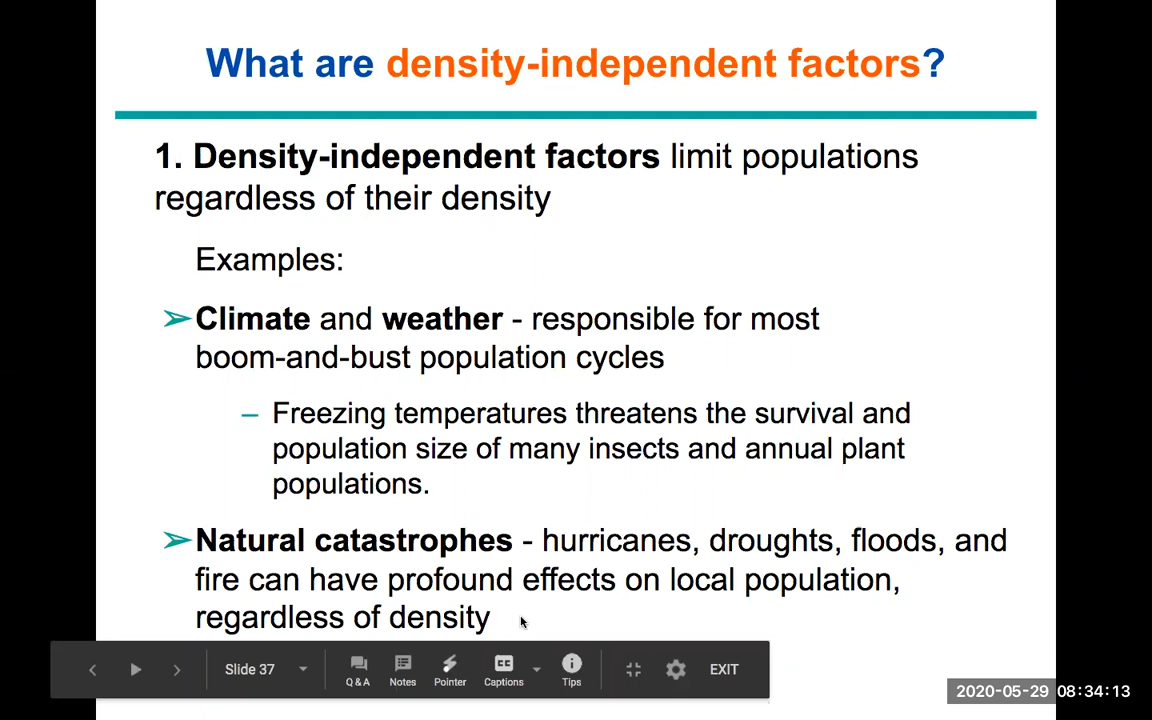 What are density-independent factors?
1. Density-independent factors limit populations
regardless of their density
Examples:
➢Climate and weather - responsible for most
boom-and-bust population cycles
– Freezing temperatures threatens the survival and
population size of many insects and annual plant
populations.
➢Natural catastrophes - hurricanes, droughts, floods, and
fire can have profound effects on local population,
regardless of density
Slide 37
Q & A Notes Pointer Captions Tips EXIT
CC
2020-05-29 08:34:13